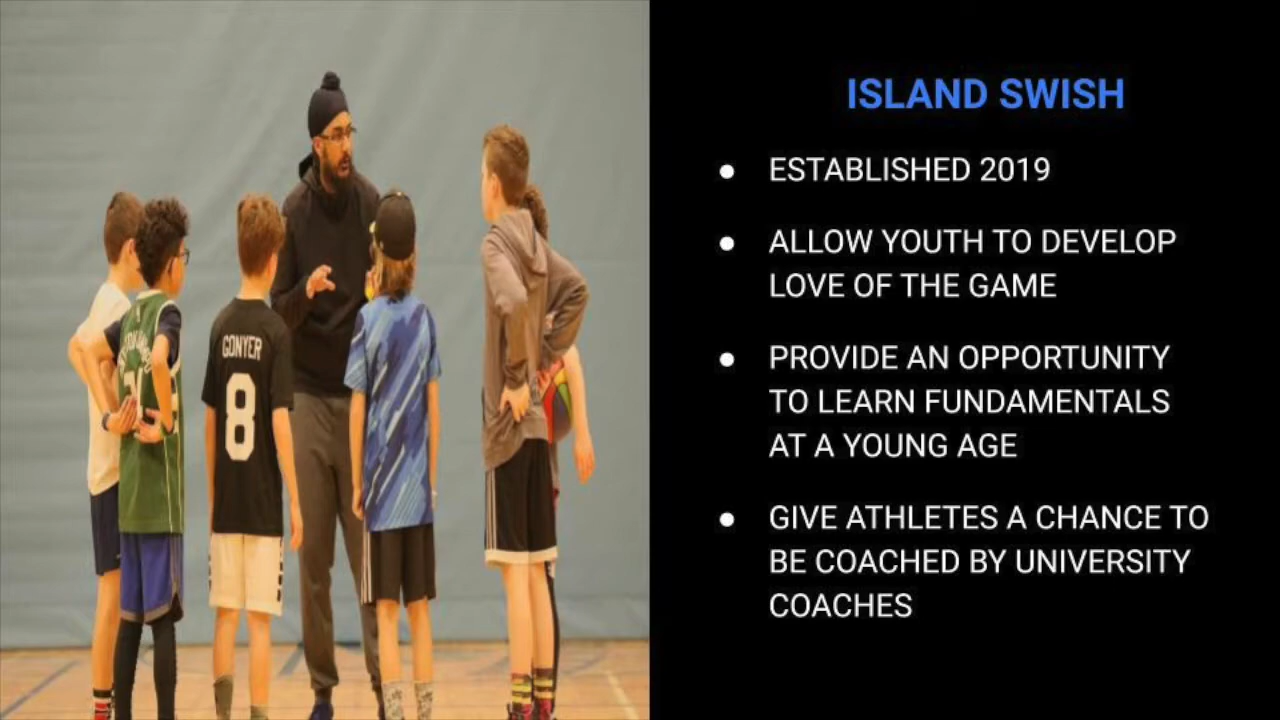 ISLAND SWISH
● ESTABLISHED 2019
● ALLOW YOUTH TO DEVELOP
LOVE OF THE GAME
● PROVIDE AN OPPORTUNITY
TO LEARN FUNDAMENTALS
AT A YOUNG AGE
● GIVE ATHLETES A CHANCE TO
BE COACHED BY UNIVERSITY
COACHES
GONYER
8